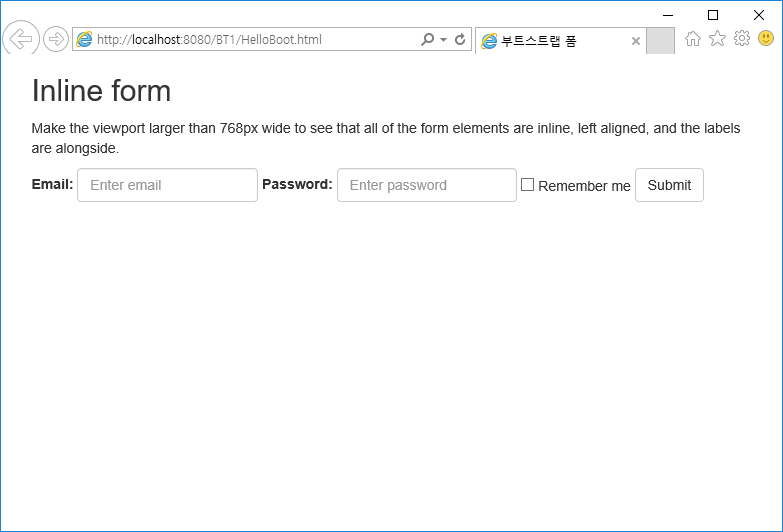 http://localhost:8080/BT1/HelloBoot.html
부트스트랩 폼
Inline form
Make the viewport larger than 768px wide to see that all of the form elements are inline, left aligned, and the labels
are alongside.
Email: Enter email Password: Enter password Remember me Submit